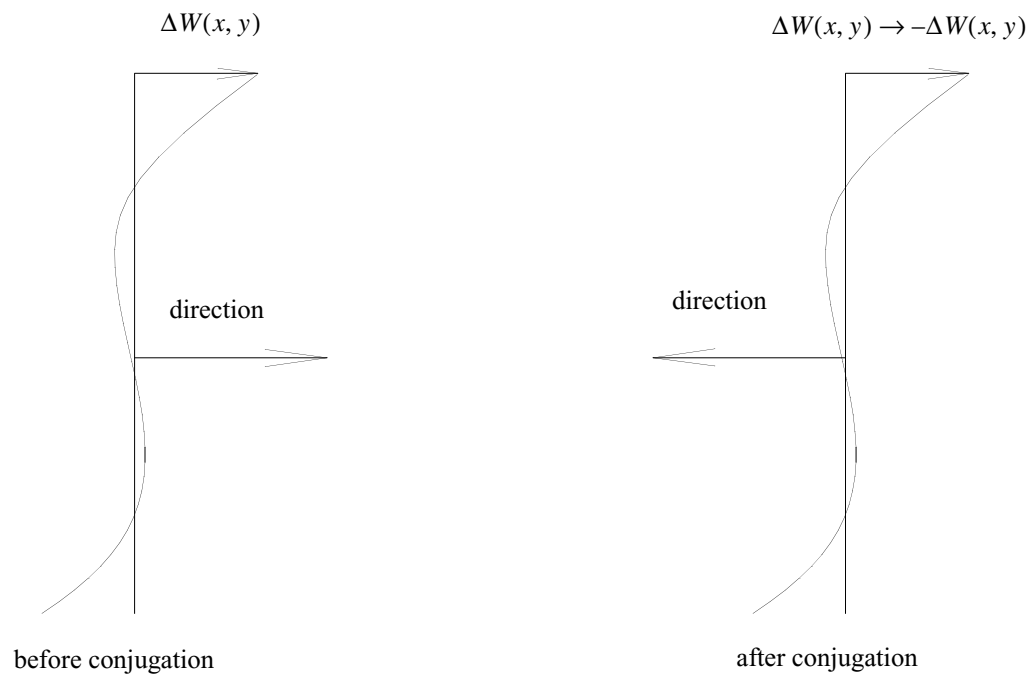 ΔW(x, y)
ΔW(x, y) → –ΔW(x, y)
direction
direction
before conjugation
after conjugation